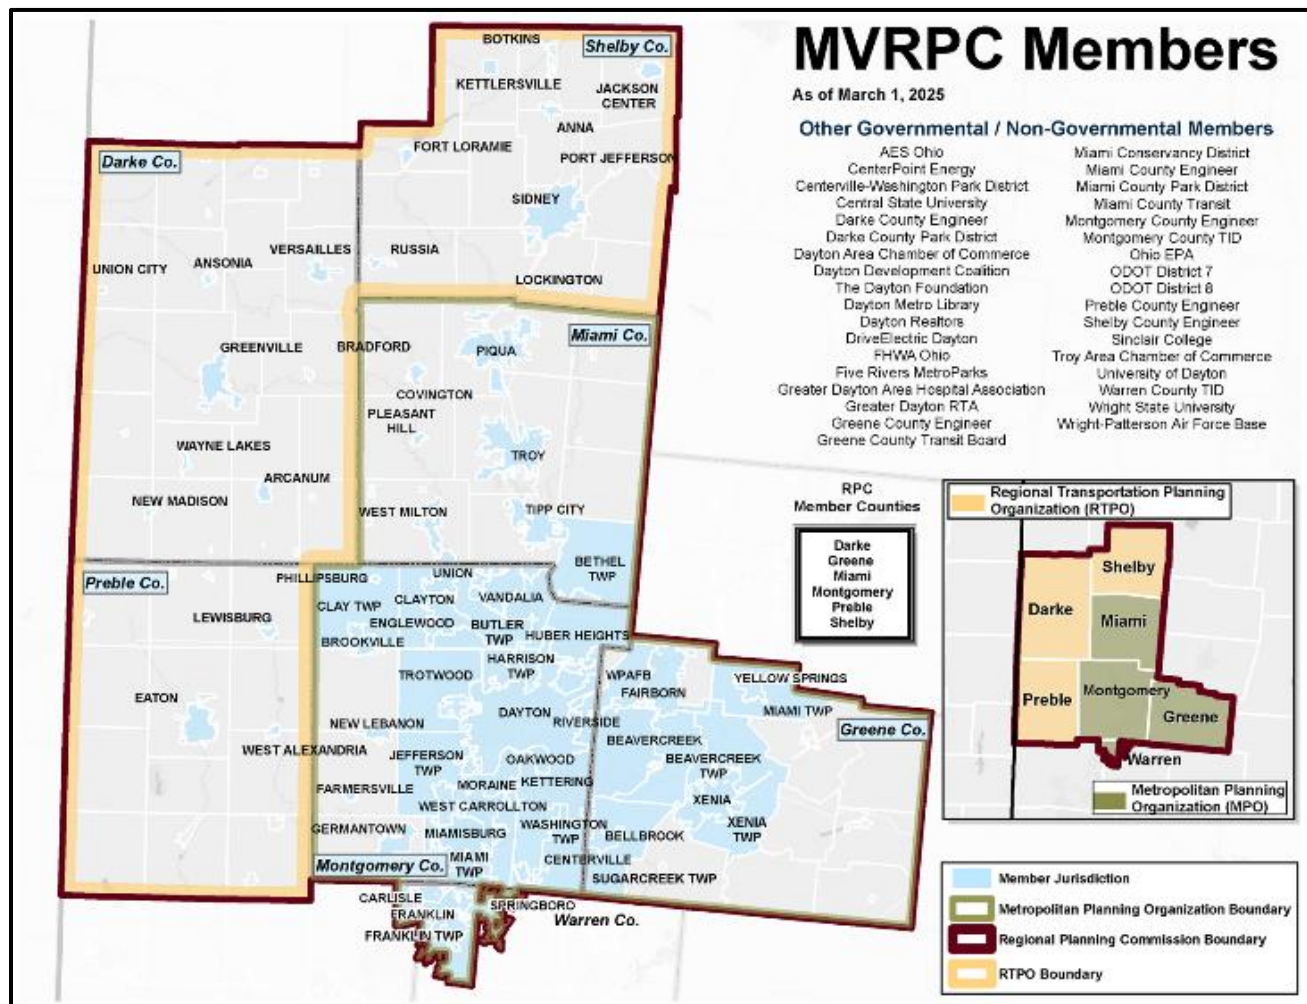 MVRPC Members
As of March 1, 2025
Other Governmental / Non-Governmental Members
AES Ohio
CenterPoint Energy
Centerville-Washington Park District
Central State University
Darke County Engineer
Darke County Park District
Dayton Area Chamber of Commerce
Dayton Development Coalition
The Dayton Foundation
Dayton Metro Library
Dayton Realtors
DriveElectric Dayton
FHWA Ohio
Five Rivers MetroParks
Greater Dayton Area Hospital Association
Greater Dayton RTA
Greene County Engineer
Greene County Transit Board
Miami Conservancy District
Miami County Engineer
Miami County Park District
Miami County Transit
Montgomery County Engineer
Montgomery County TID
Ohio EPA
ODOT District 7
ODOT District 8
Preble County Engineer
Shelby County Engineer
Sinclair College
Troy Area Chamber of Commerce
University of Dayton
Warren County TID
Wright State University
Wright-Patterson Air Force Base
BOTKINS
Shelby Co.
KETTLERSVILLE
JACKSON
CENTER
ANNA
FORT LORAMIE
PORT JEFFERSON
SIDNEY
RUSSIA
LOCKINGTON
Darke Co.
VERSAILLES
ANSONIA
UNION CITY
GREENVILLE
BRADFORD
WAYNE LAKES
ARCANUM
NEW MADISON
Miami Co.
PIQUA
COVINGTON
PLEASANT
HILL
TROY
WEST MILTON
TIPP CITY
BETHEL
TWP
Preble Co.
LEWISBURG
EATON
WEST ALEXANDRIA
PHILLIPSBURG
UNION
CLAY TWP
CLAYTON
VANDALIA
ENGLEWOOD
BUTLER
TWP
BROOKVILLE
HUBER HEIGHTS
HARRISON
TWP
TROTWOOD
DAYTON
RIVERSIDE
NEW LEBANON
JEFFERSON
TWP
OAKWOOD
MORAINE
KETTERING
FARMERSVILLE
WEST CARROLLTON
GERMANTOWN
MIAMISBURG
WASHINGTON
TWP
MIAMI
TWP
CENTERVILLE
Montgomery Co.
WPAFB
FAIRBORN
YELLOW SPRINGS
MIAMI TWP
Greene Co.
BEAVERCREEK
BEAVERCREEK
TWP
XENIA
XENIA
TWP
BELLBROOK
SUGARCREEK TWP
CARLISLE
FRANKLIN
FRANKLIN TWP
SPRINGBORO
Warren Co.
RPC
Member Counties
Darke
Greene
Miami
Montgomery
Preble
Shelby
Regional Transportation Planning
Organization (RTPO)
Shelby
Darke
Miami
Preble
Montgomery
Greene
Warren
Metropolitan Planning
Organization (MPO)
Member Jurisdiction
Metropolitan Planning Organization Boundary
Regional Planning Commission Boundary
RTPO Boundary